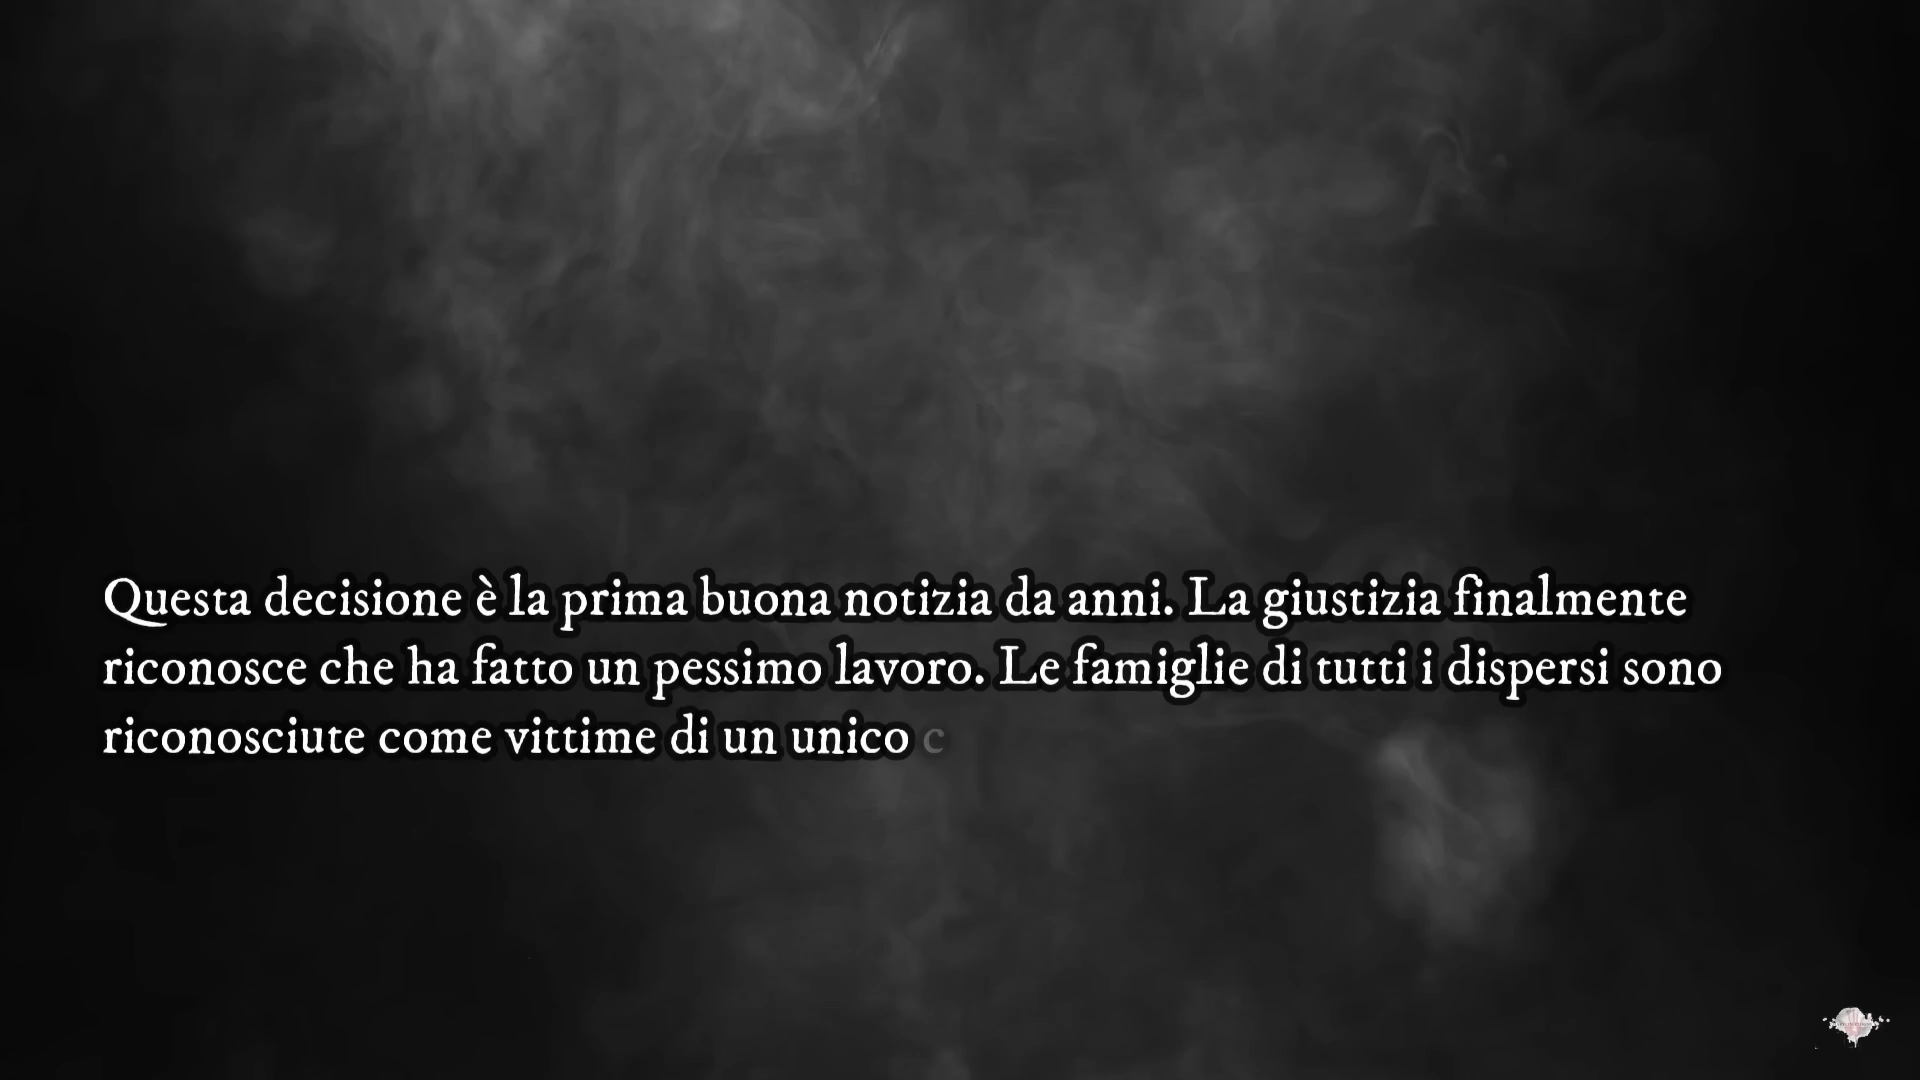 Questa decisione è la prima buona notizia da anni. La giustizia finalmente
riconosce che ha fatto un pessimo lavoro. Le famiglie di tutti i dispersi sono
riconosciute come vittime di un unico c